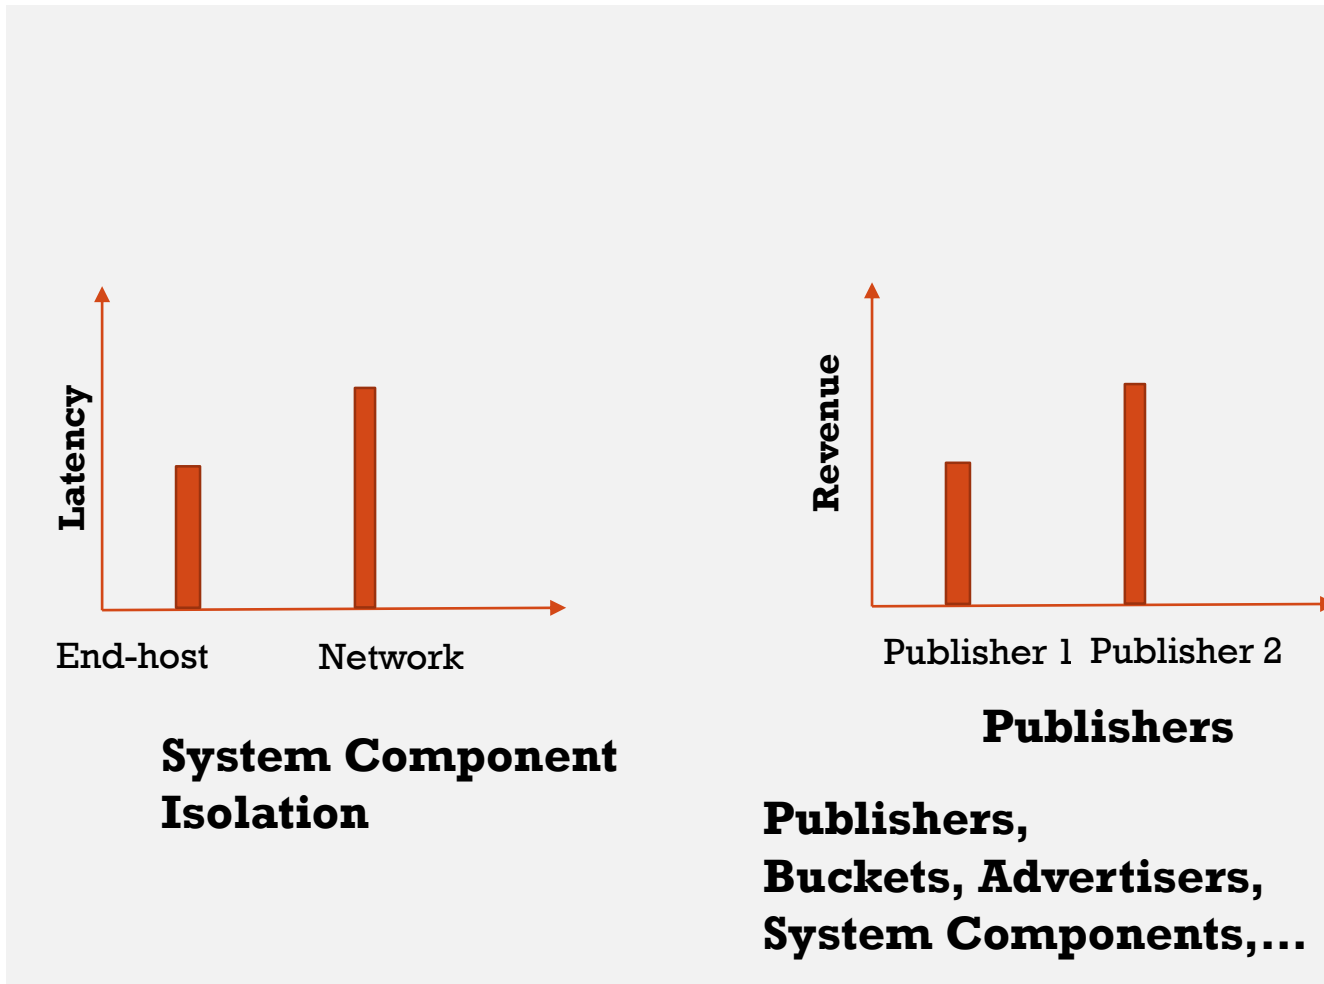 Latency
End-host
Network
System Component
Isolation
Revenue
Publisher 1
Publisher 2
Publishers
Publishers,
Buckets, Advertisers,
System Components,...